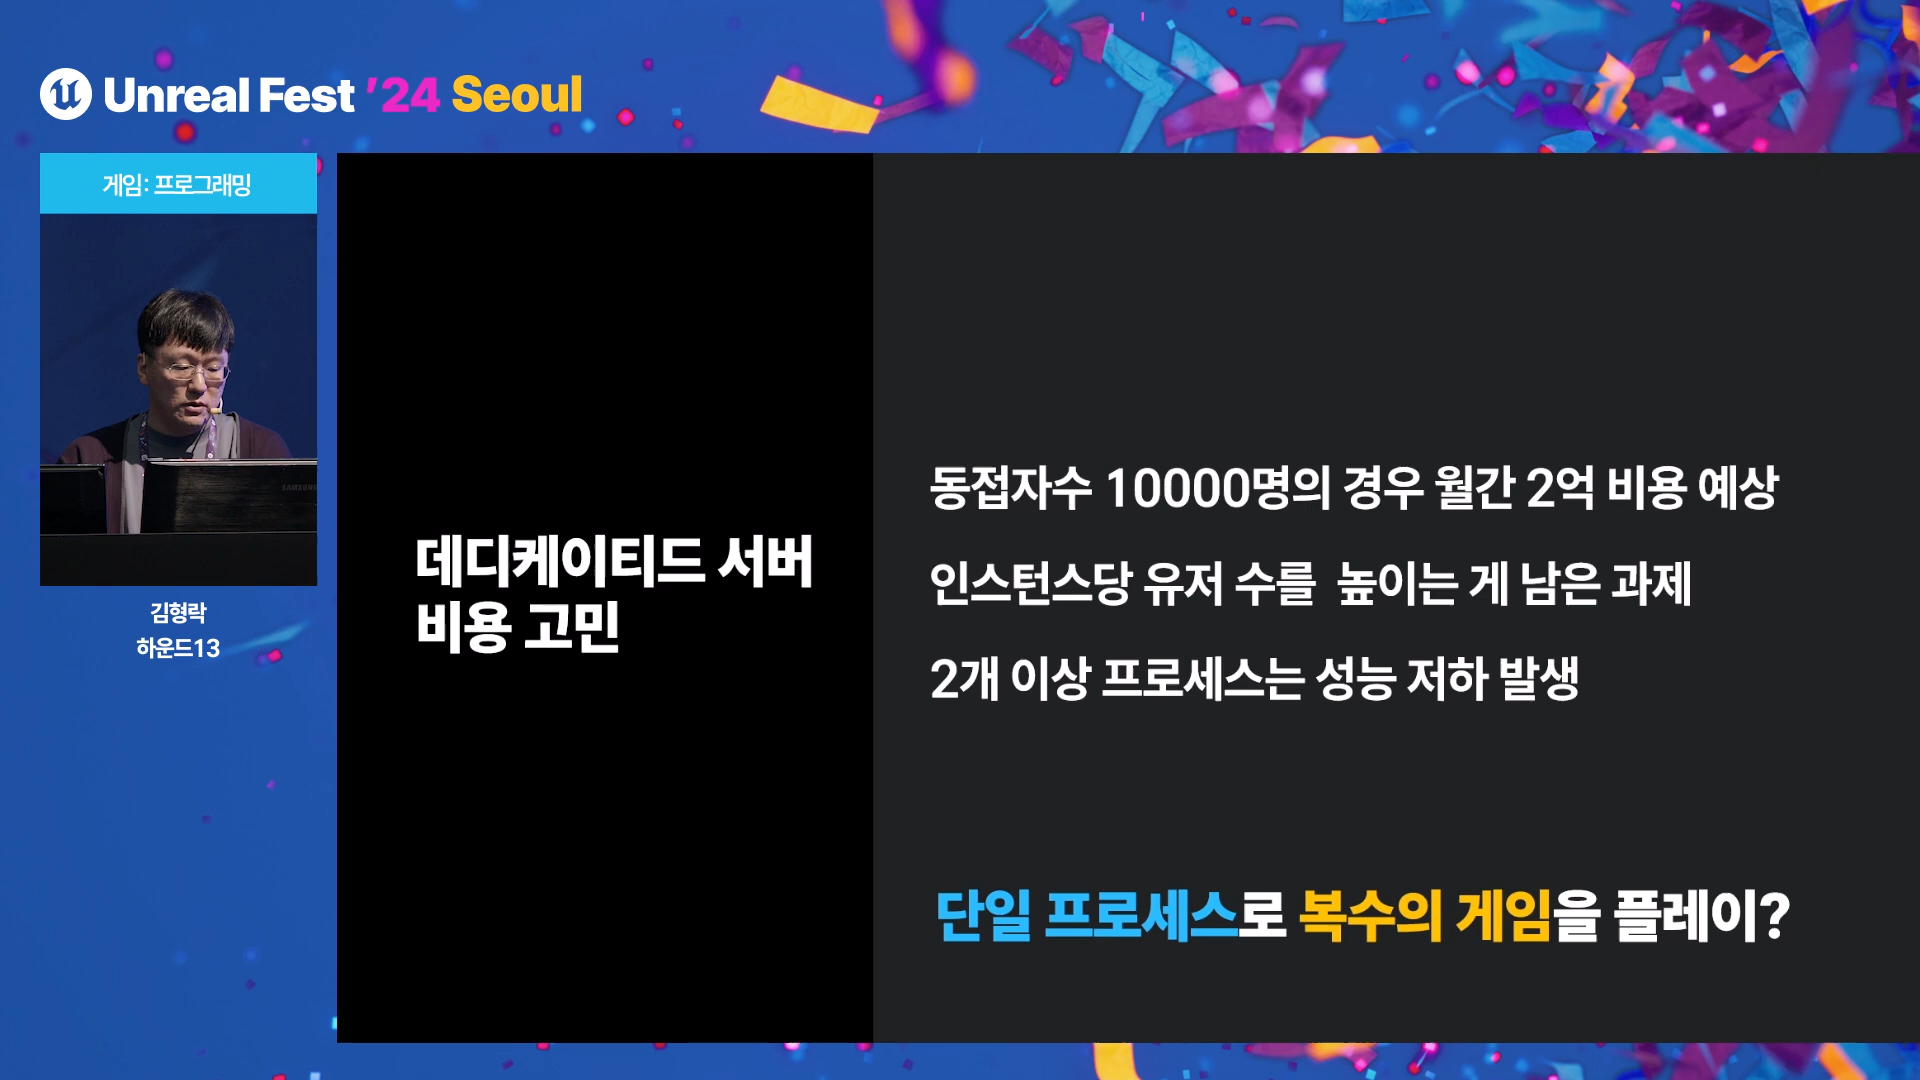 Unreal Fest '24 Seoul
게임: 프로그래밍
SAMSUNG
김형락
하운드13
데디케이티드 서버
비용 고민
동접자수 10000명의 경우 월간 2억 비용 예상
인스턴스당 유저 수를 높이는 게 남은 과제
2개 이상 프로세스는 성능 저하 발생
단일 프로세스로 복수의 게임을 플레이?